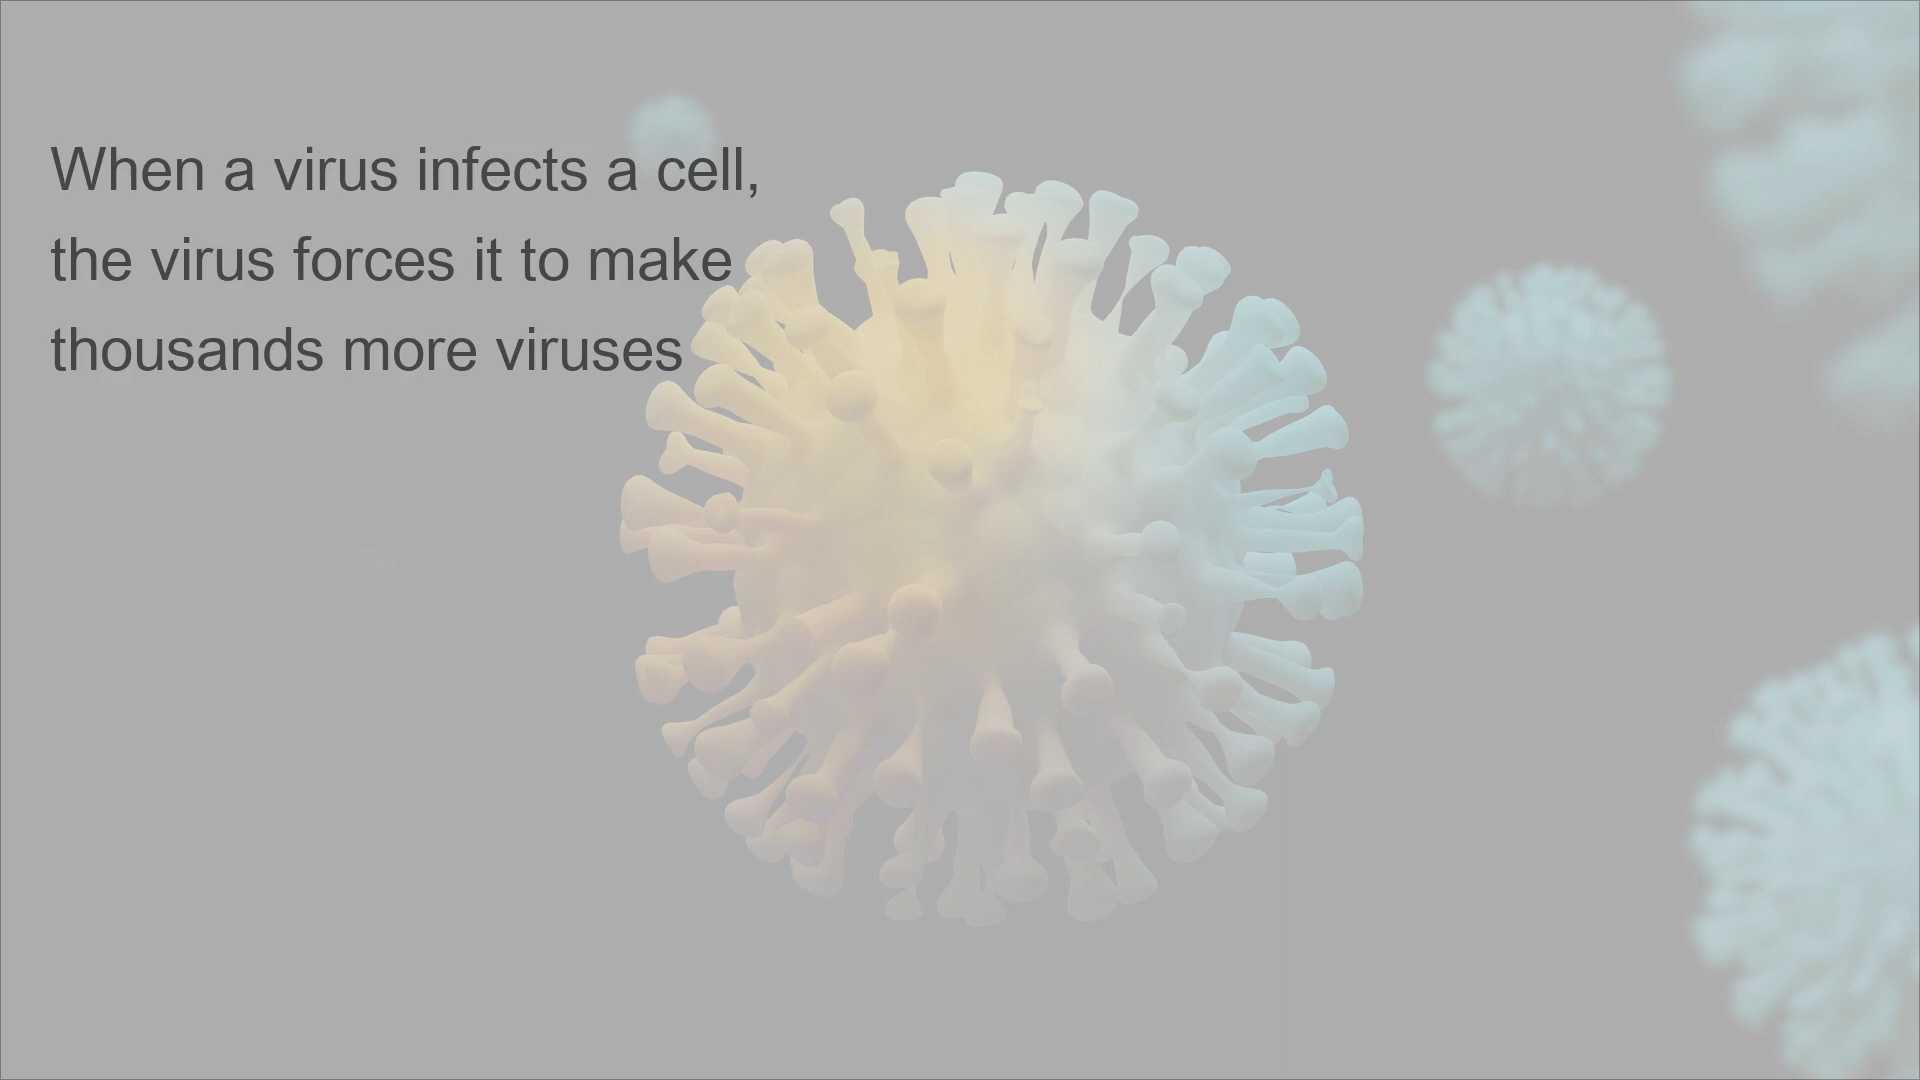 When a virus infects a cell,
the virus forces it to make
thousands more viruses